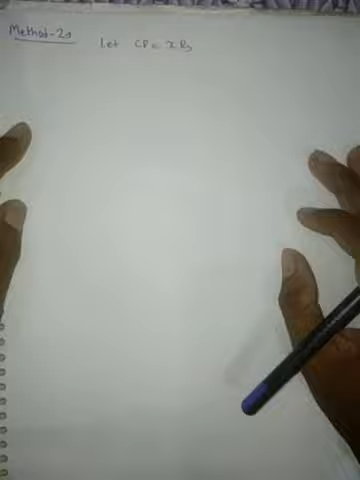 Method-2:
Let CP = x Rs